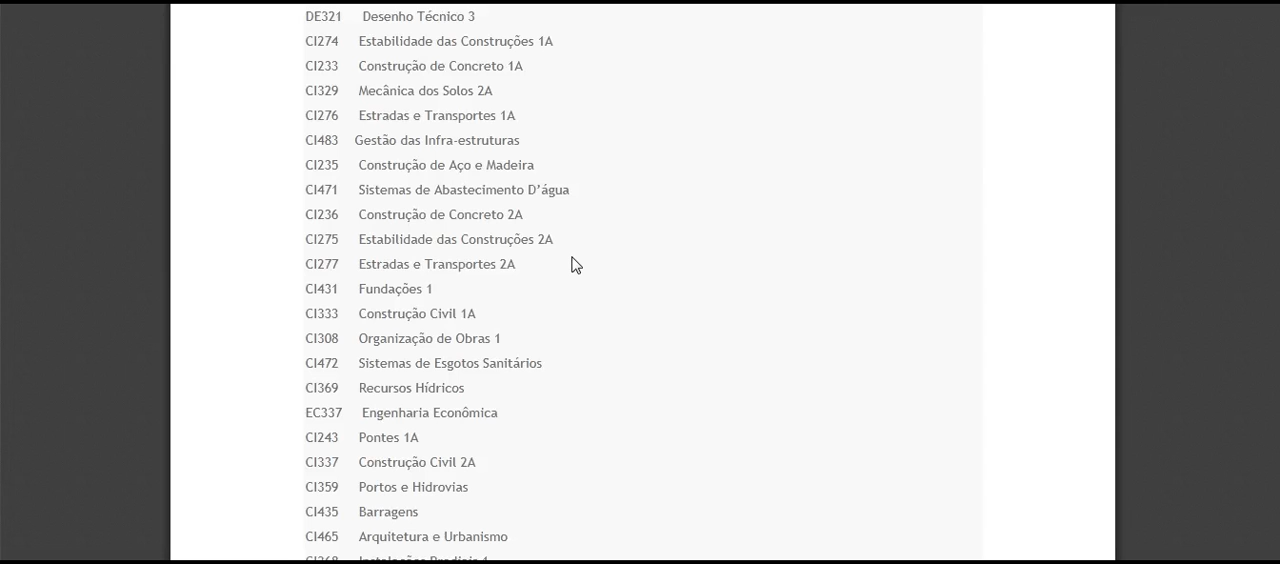 DE321 Desenho Técnico 3
CI274 Estabilidade das Construções 1A
CI233 Construção de Concreto 1A
CI329 Mecânica dos Solos 2A
CI276 Estradas e Transportes 1A
CI483 Gestão das Infra-estruturas
CI235 Construção de Aço e Madeira
CI471 Sistemas de Abastecimento D’água
CI236 Construção de Concreto 2A
CI275 Estabilidade das Construções 2A
CI277 Estradas e Transportes 2A
CI431 Fundações 1
CI333 Construção Civil 1A
CI308 Organização de Obras 1
CI472 Sistemas de Esgotos Sanitários
CI369 Recursos Hídricos
EC337 Engenharia Econômica
CI243 Pontes 1A
CI337 Construção Civil 2A
CI359 Portos e Hidrovias
CI435 Barragens
CI465 Arquitetura e Urbanismo